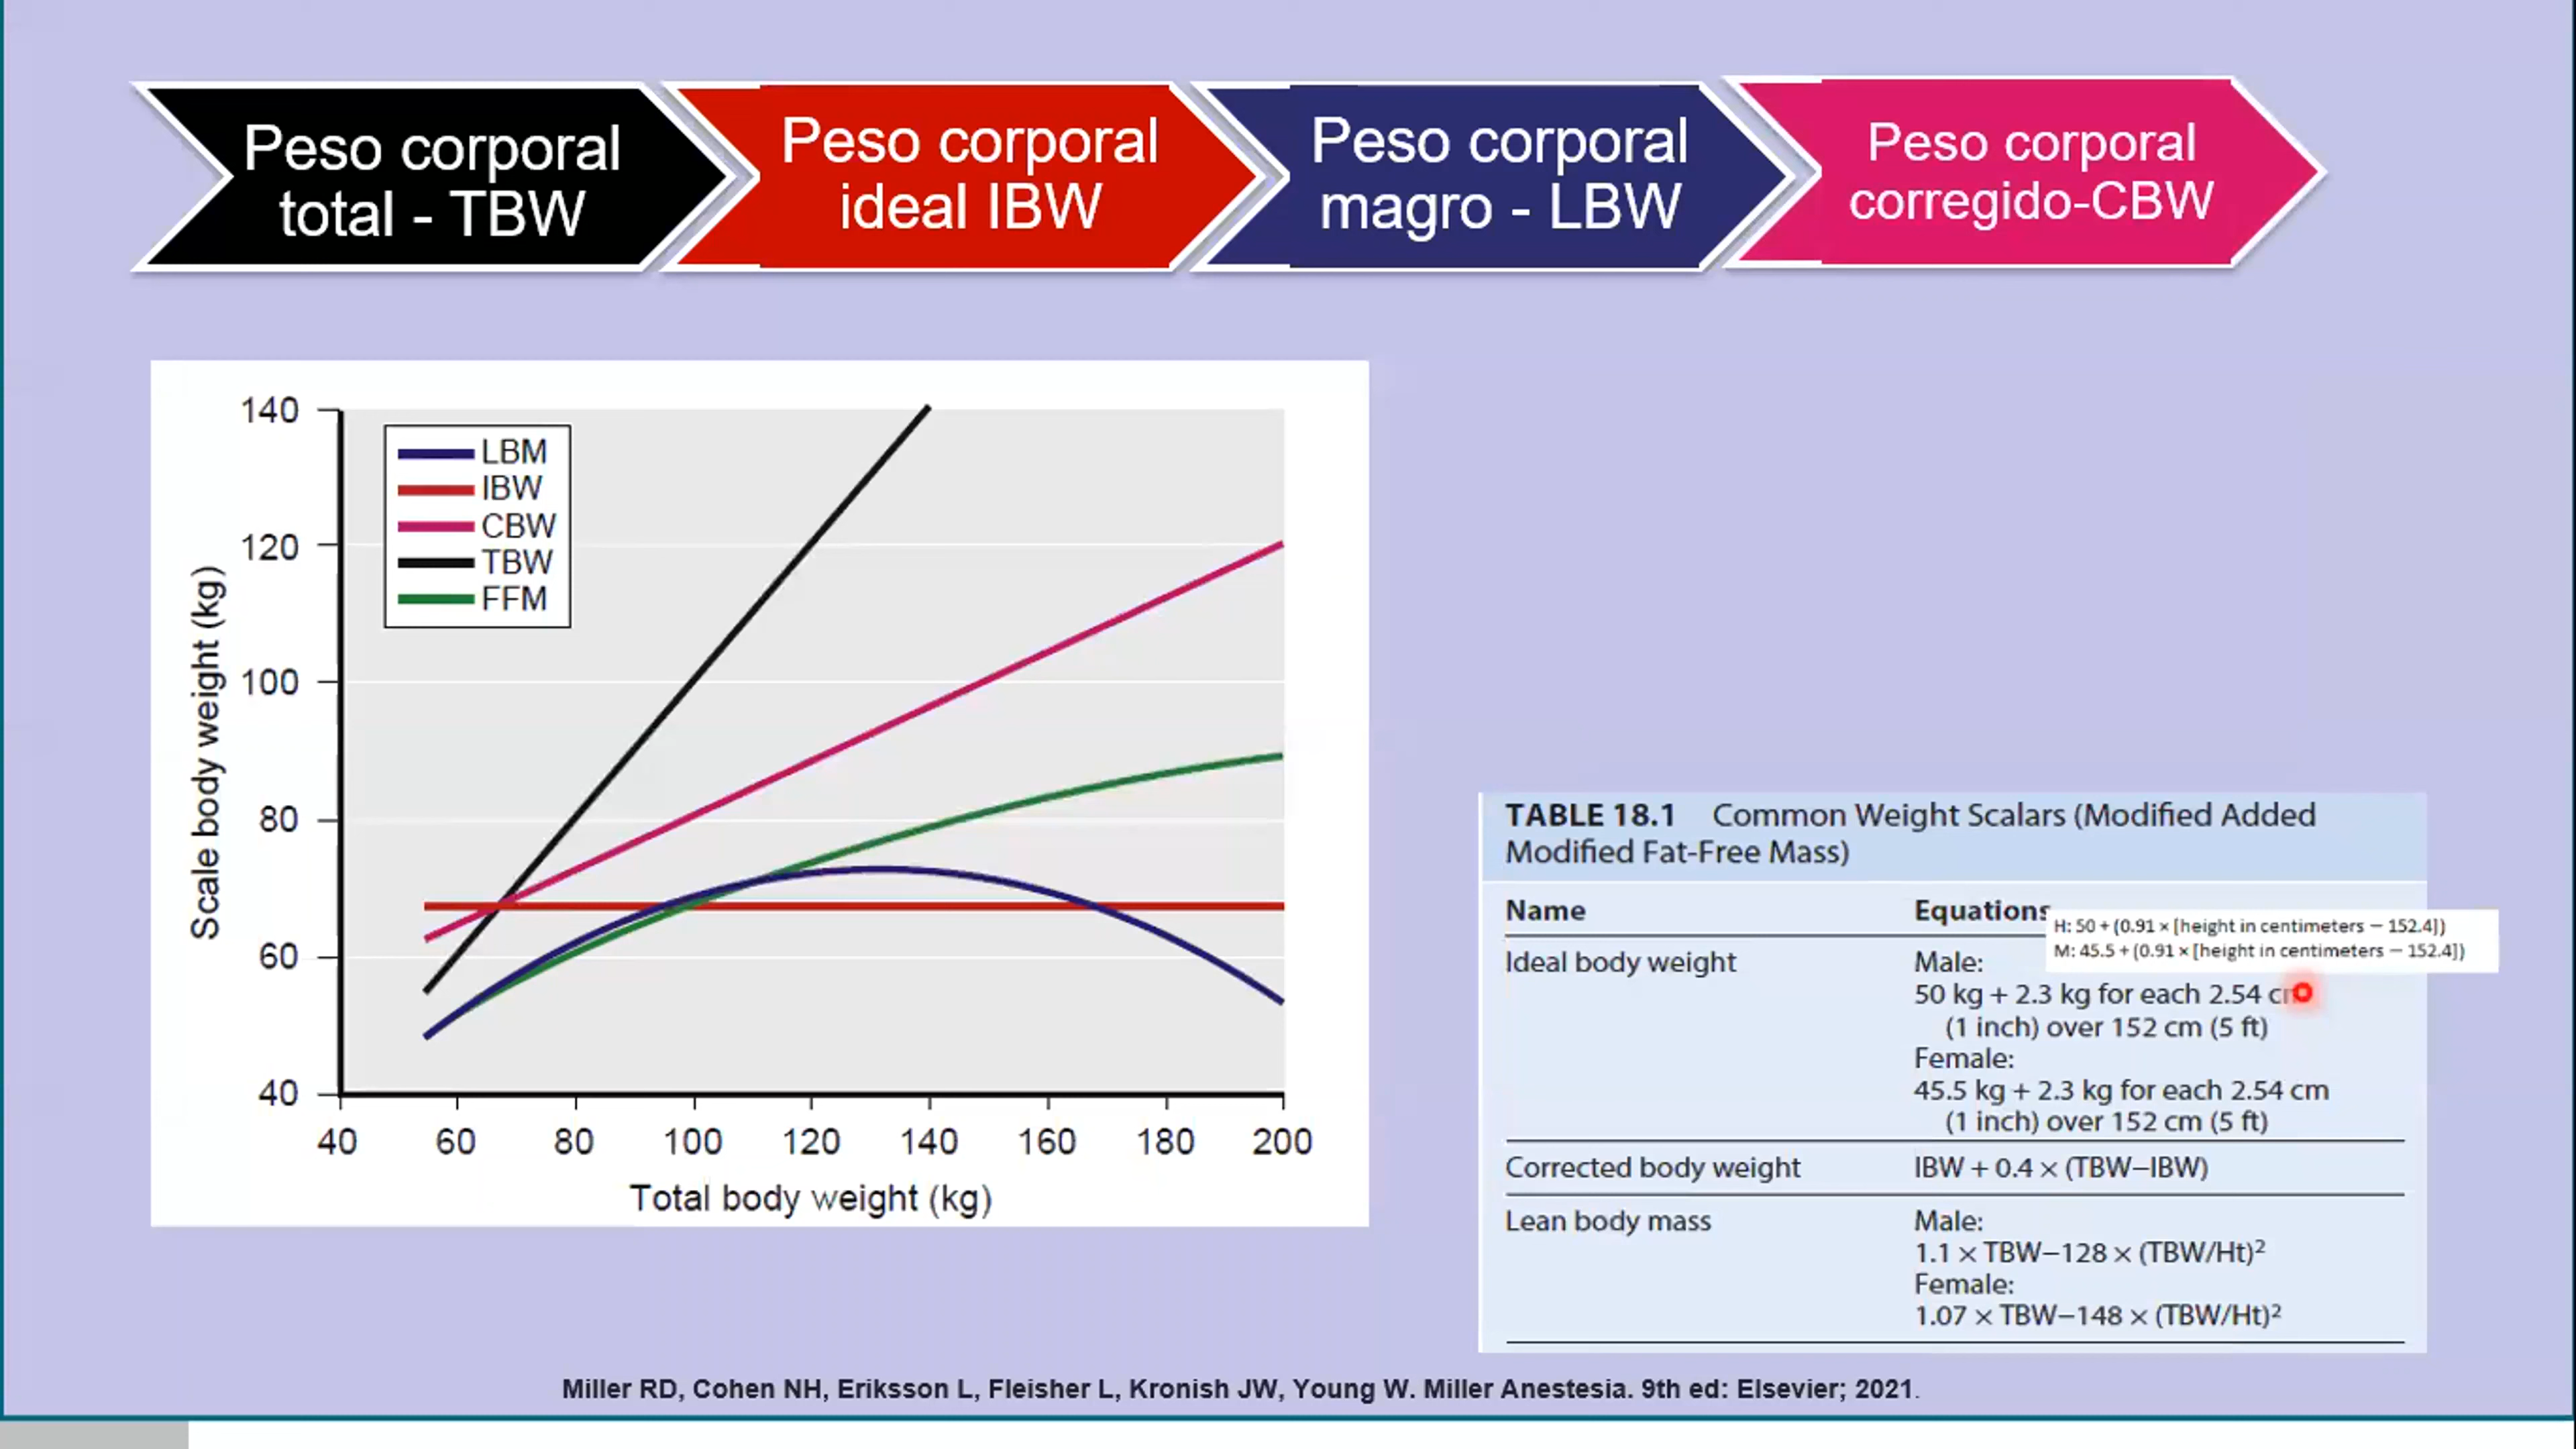 Peso corporal
total - TBW
Peso corporal
ideal IBW
Peso corporal
magro - LBW
Peso corporal
corregido-CBW
140
120
100
80
60
40
Scale body weight (kg)
LBM
IBW
CBW
TBW
FFM
40 60 80 100 120 140 160 180 200
Total body weight (kg)
TABLE 18.1 Common Weight Scalars (Modified Added
Modified Fat-Free Mass)
Name Equations
H: 50 + (0.91 × [height in centimeters − 152.4])
M: 45.5 + (0.91 × [height in centimeters − 152.4])
Ideal body weight Male:
50 kg + 2.3 kg for each 2.54 cm
(1 inch) over 152 cm (5 ft)
Female:
45.5 kg + 2.3 kg for each 2.54 cm
(1 inch) over 152 cm (5 ft)
Corrected body weight IBW + 0.4 × (TBW−IBW)
Lean body mass Male:
1.1 × TBW−128 × (TBW/Ht)²
Female:
1.07 × TBW−148 × (TBW/Ht)²
Miller RD, Cohen NH, Eriksson L, Fleisher L, Kronish JW, Young W. Miller Anestesia. 9th ed: Elsevier; 2021.